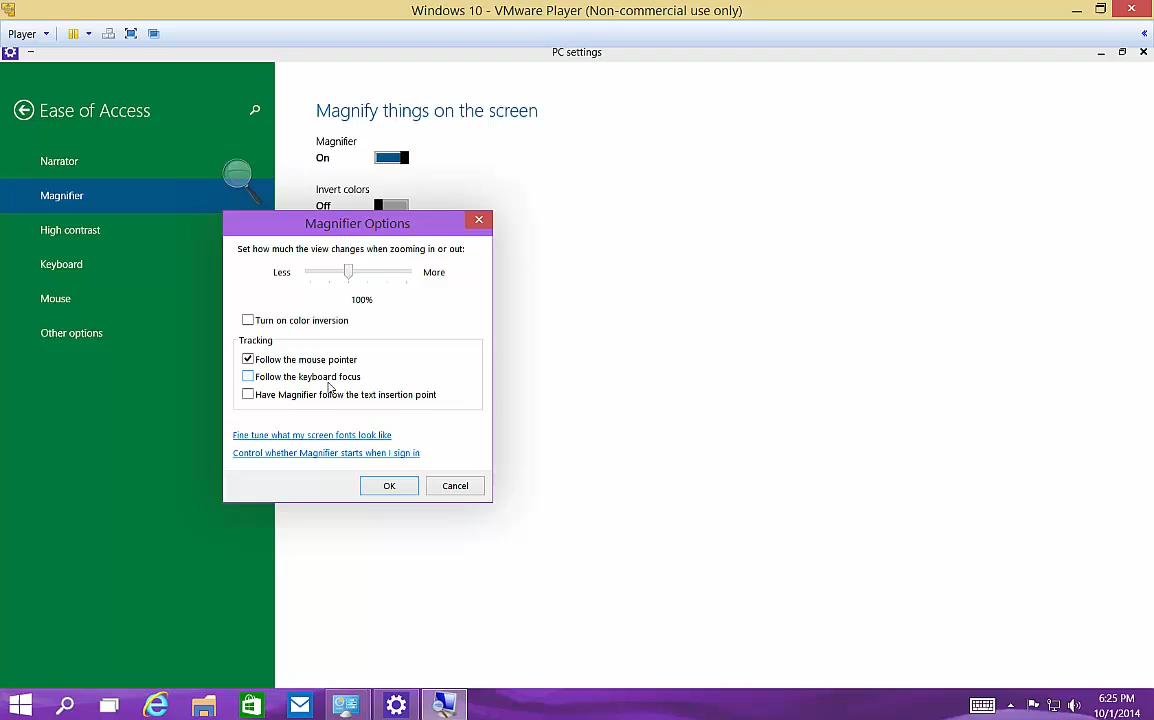 Windows 10 - VMware Player (Non-commercial use only)
Player
PC settings
Ease of Access
Narrator
Magnifier
High contrast
Keyboard
Mouse
Other options
Magnify things on the screen
Magnifier
On
Invert colors
Off
Magnifier Options
Set how much the view changes when zooming in or out:
Less
More
100%
Turn on color inversion
Tracking
Follow the mouse pointer
Follow the keyboard focus
Have Magnifier follow the text insertion point
Fine tune what my screen fonts look like
Control whether Magnifier starts when I sign in
OK
Cancel
6:25 PM
10/1/2014